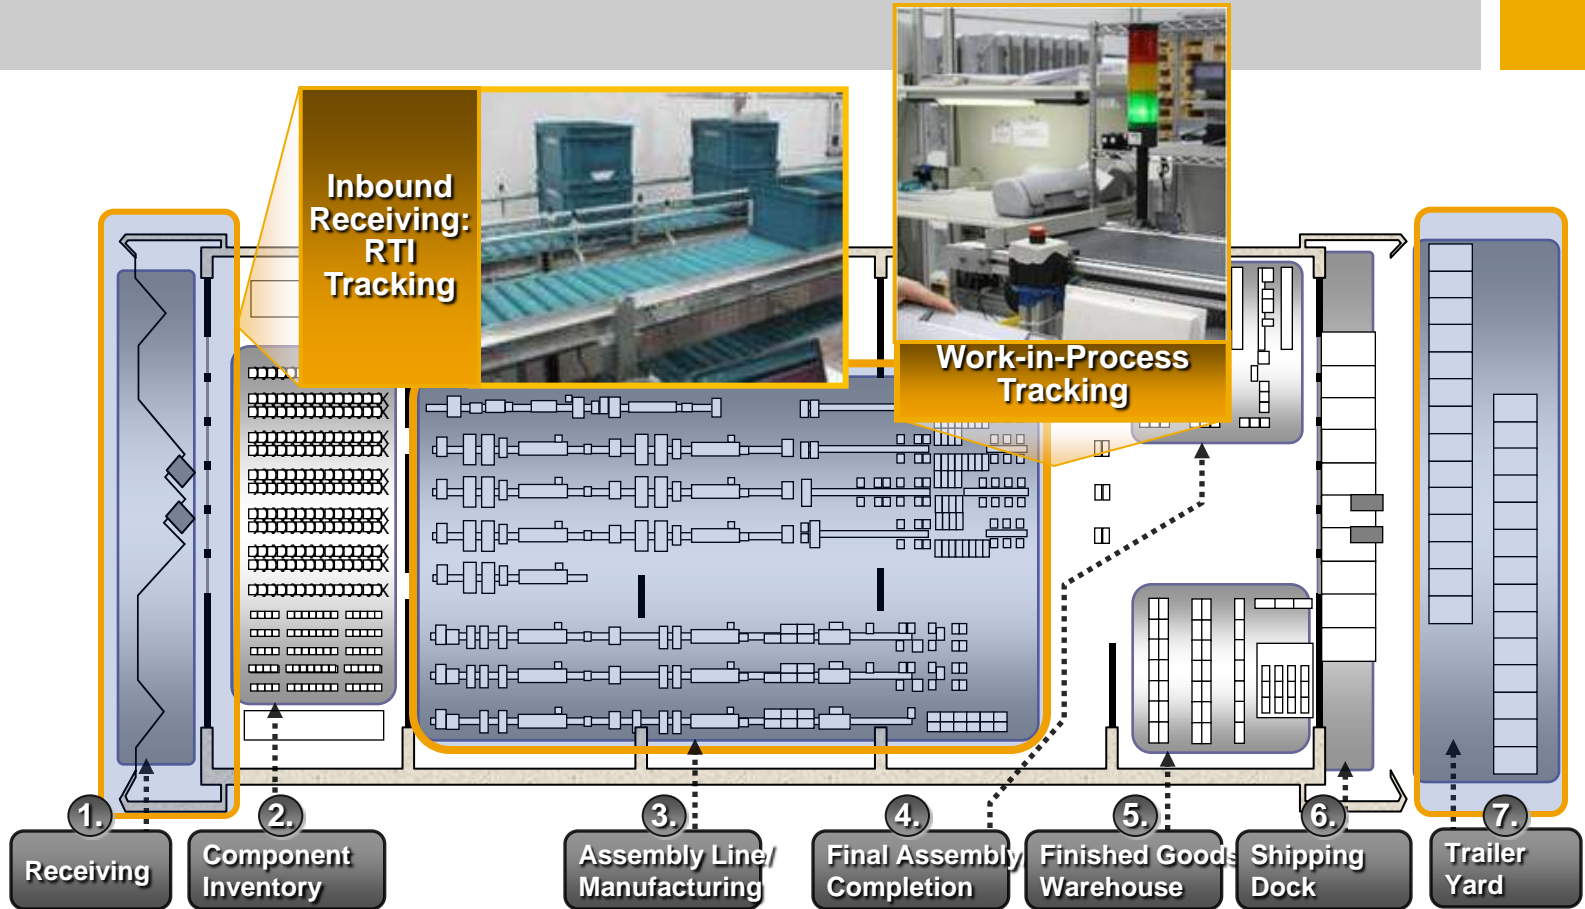 Inbound
Receiving:
RTI
Tracking
Work-in-Process
Tracking
1.
Receiving
2.
Component
Inventory
3.
Assembly Line/
Manufacturing
4.
Final Assembly/
Completion
5.
Finished Goods
Warehouse
6.
Shipping
Dock
7.
Trailer
Yard